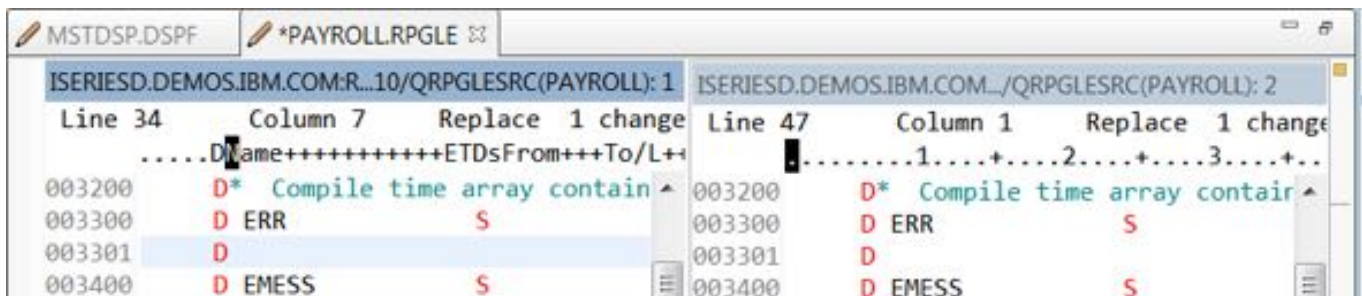 MSTDSP.DSPF *PAYROLL.RPGLE
ISERIESD.DEMOS.IBM.COM:R...10/QRPGLESRC(PAYROLL): 1
Line 34 Column 7 Replace 1 change
.....DName+++++++++++ETDsFrom+++To/L++
003200 D* Compile time array contain
003300 D ERR S
003301 D
003400 D EMESS S
ISERIESD.DEMOS.IBM.COM.../QRPGLESRC(PAYROLL): 2
Line 47 Column 1 Replace 1 change
.........1....+....2....+....3....+..
003200 D* Compile time array contain
003300 D ERR S
003301 D
003400 D EMESS S